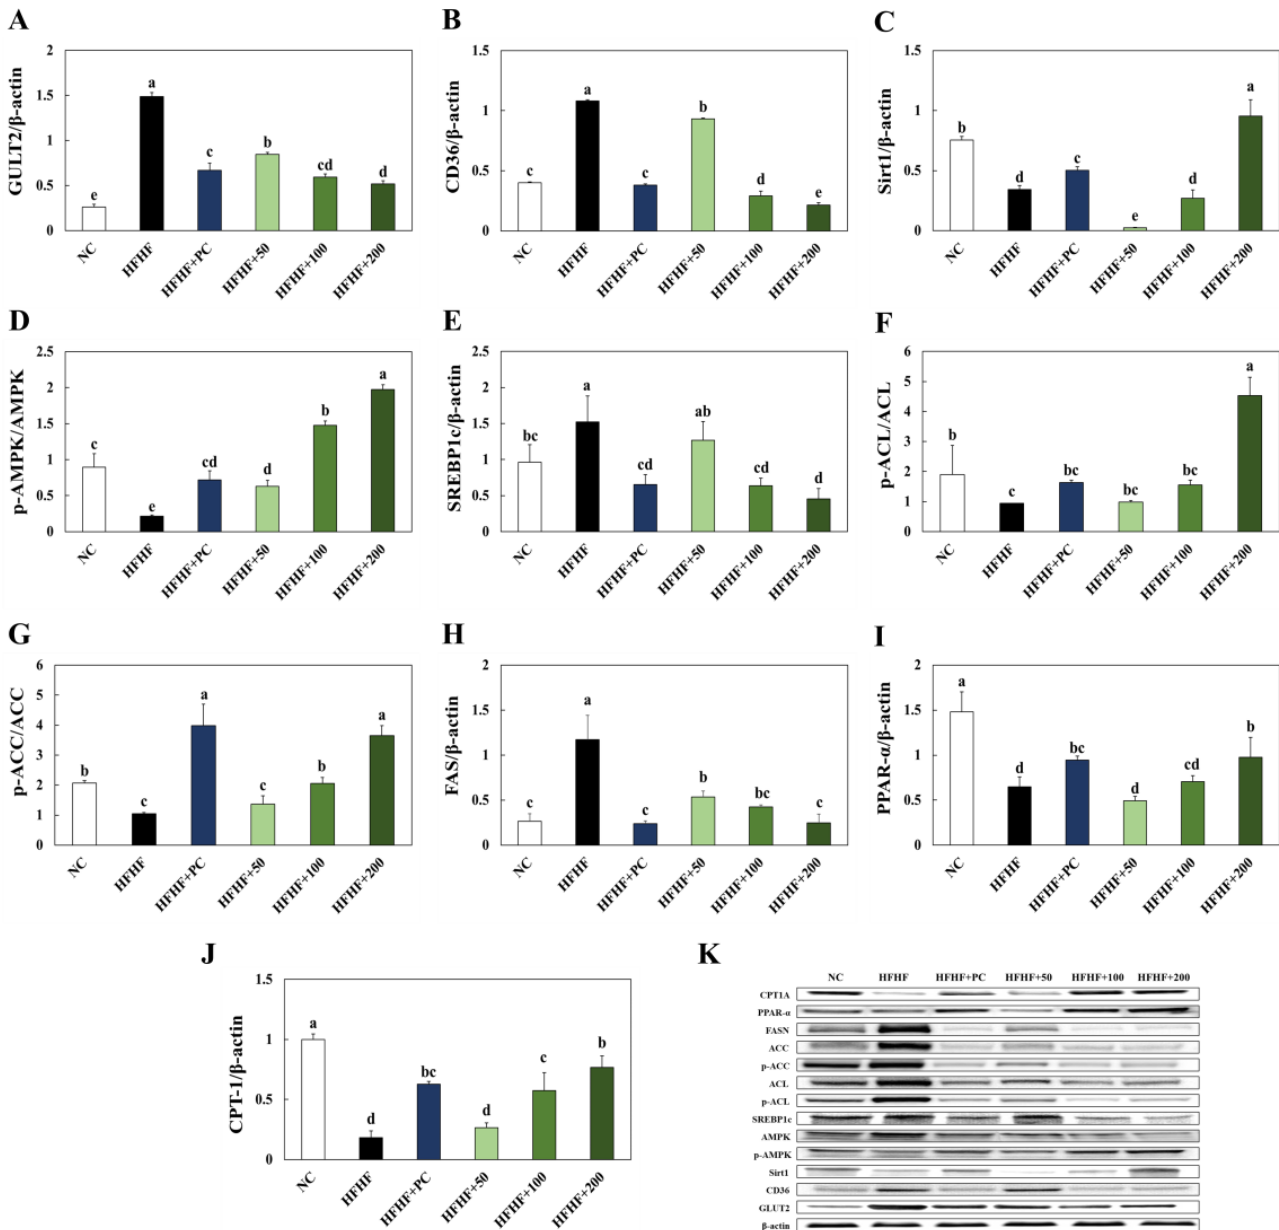 A
GULT2/β-actin
2
1.5
1
0.5
0
e
a
c
b
cd
d
NC
HFHF
HFHF+PC
HFHF+50
HFHF+100
HFHF+200
B
CD36/β-actin
1.5
1
0.5
0
c
a
c
b
d
e
NC
HFHF
HFHF+PC
HFHF+50
HFHF+100
HFHF+200
C
Sirt1/β-actin
1.5
1
0.5
0
b
d
c
e
d
a
NC
HFHF
HFHF+PC
HFHF+50
HFHF+100
HFHF+200
D
p-AMPK/AMPK
2.5
2
1.5
1
0.5
0
c
e
cd
d
b
a
NC
HFHF
HFHF+PC
HFHF+50
HFHF+100
HFHF+200
E
SREBP1c/β-actin
2.5
2
1.5
1
0.5
0
bc
a
cd
ab
cd
d
NC
HFHF
HFHF+PC
HFHF+50
HFHF+100
HFHF+200
F
p-ACL/ACL
6
5
4
3
2
1
0
b
c
bc
bc
bc
a
NC
HFHF
HFHF+PC
HFHF+50
HFHF+100
HFHF+200
G
p-ACC/ACC
6
5
4
3
2
1
0
b
c
a
c
b
a
NC
HFHF
HFHF+PC
HFHF+50
HFHF+100
HFHF+200
H
FAS/β-actin
2
1.5
1
0.5
0
c
a
c
b
bc
c
NC
HFHF
HFHF+PC
HFHF+50
HFHF+100
HFHF+200
I
PPAR-α/β-actin
2
1.5
1
0.5
0
a
d
bc
d
cd
b
NC
HFHF
HFHF+PC
HFHF+50
HFHF+100
HFHF+200
J
CPT-1/β-actin
1.5
1
0.5
0
a
d
bc
d
c
b
NC
HFHF
HFHF+PC
HFHF+50
HFHF+100
HFHF+200
K
NC HFHF HFHF+PC HFHF+50 HFHF+100 HFHF+200
CPT1A
PPAR-α
FASN
ACC
p-ACC
ACL
p-ACL
SREBP1c
AMPK
p-AMPK
Sirt1
CD36
GLUT2
β-actin